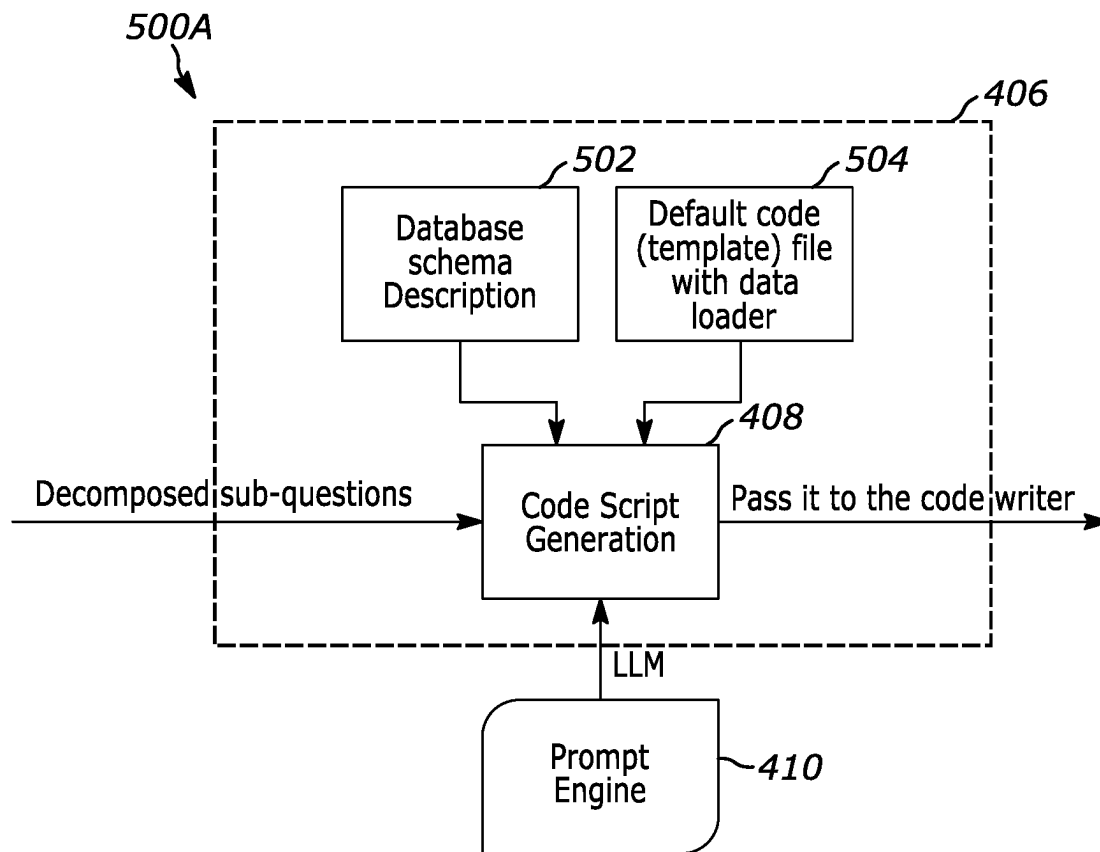 500A
406
502
504
Database
schema
Description
Default code
(template) file
with data
loader
408
Decomposed sub-questions
Code Script
Generation
Pass it to the code writer
LLM
Prompt
Engine
410